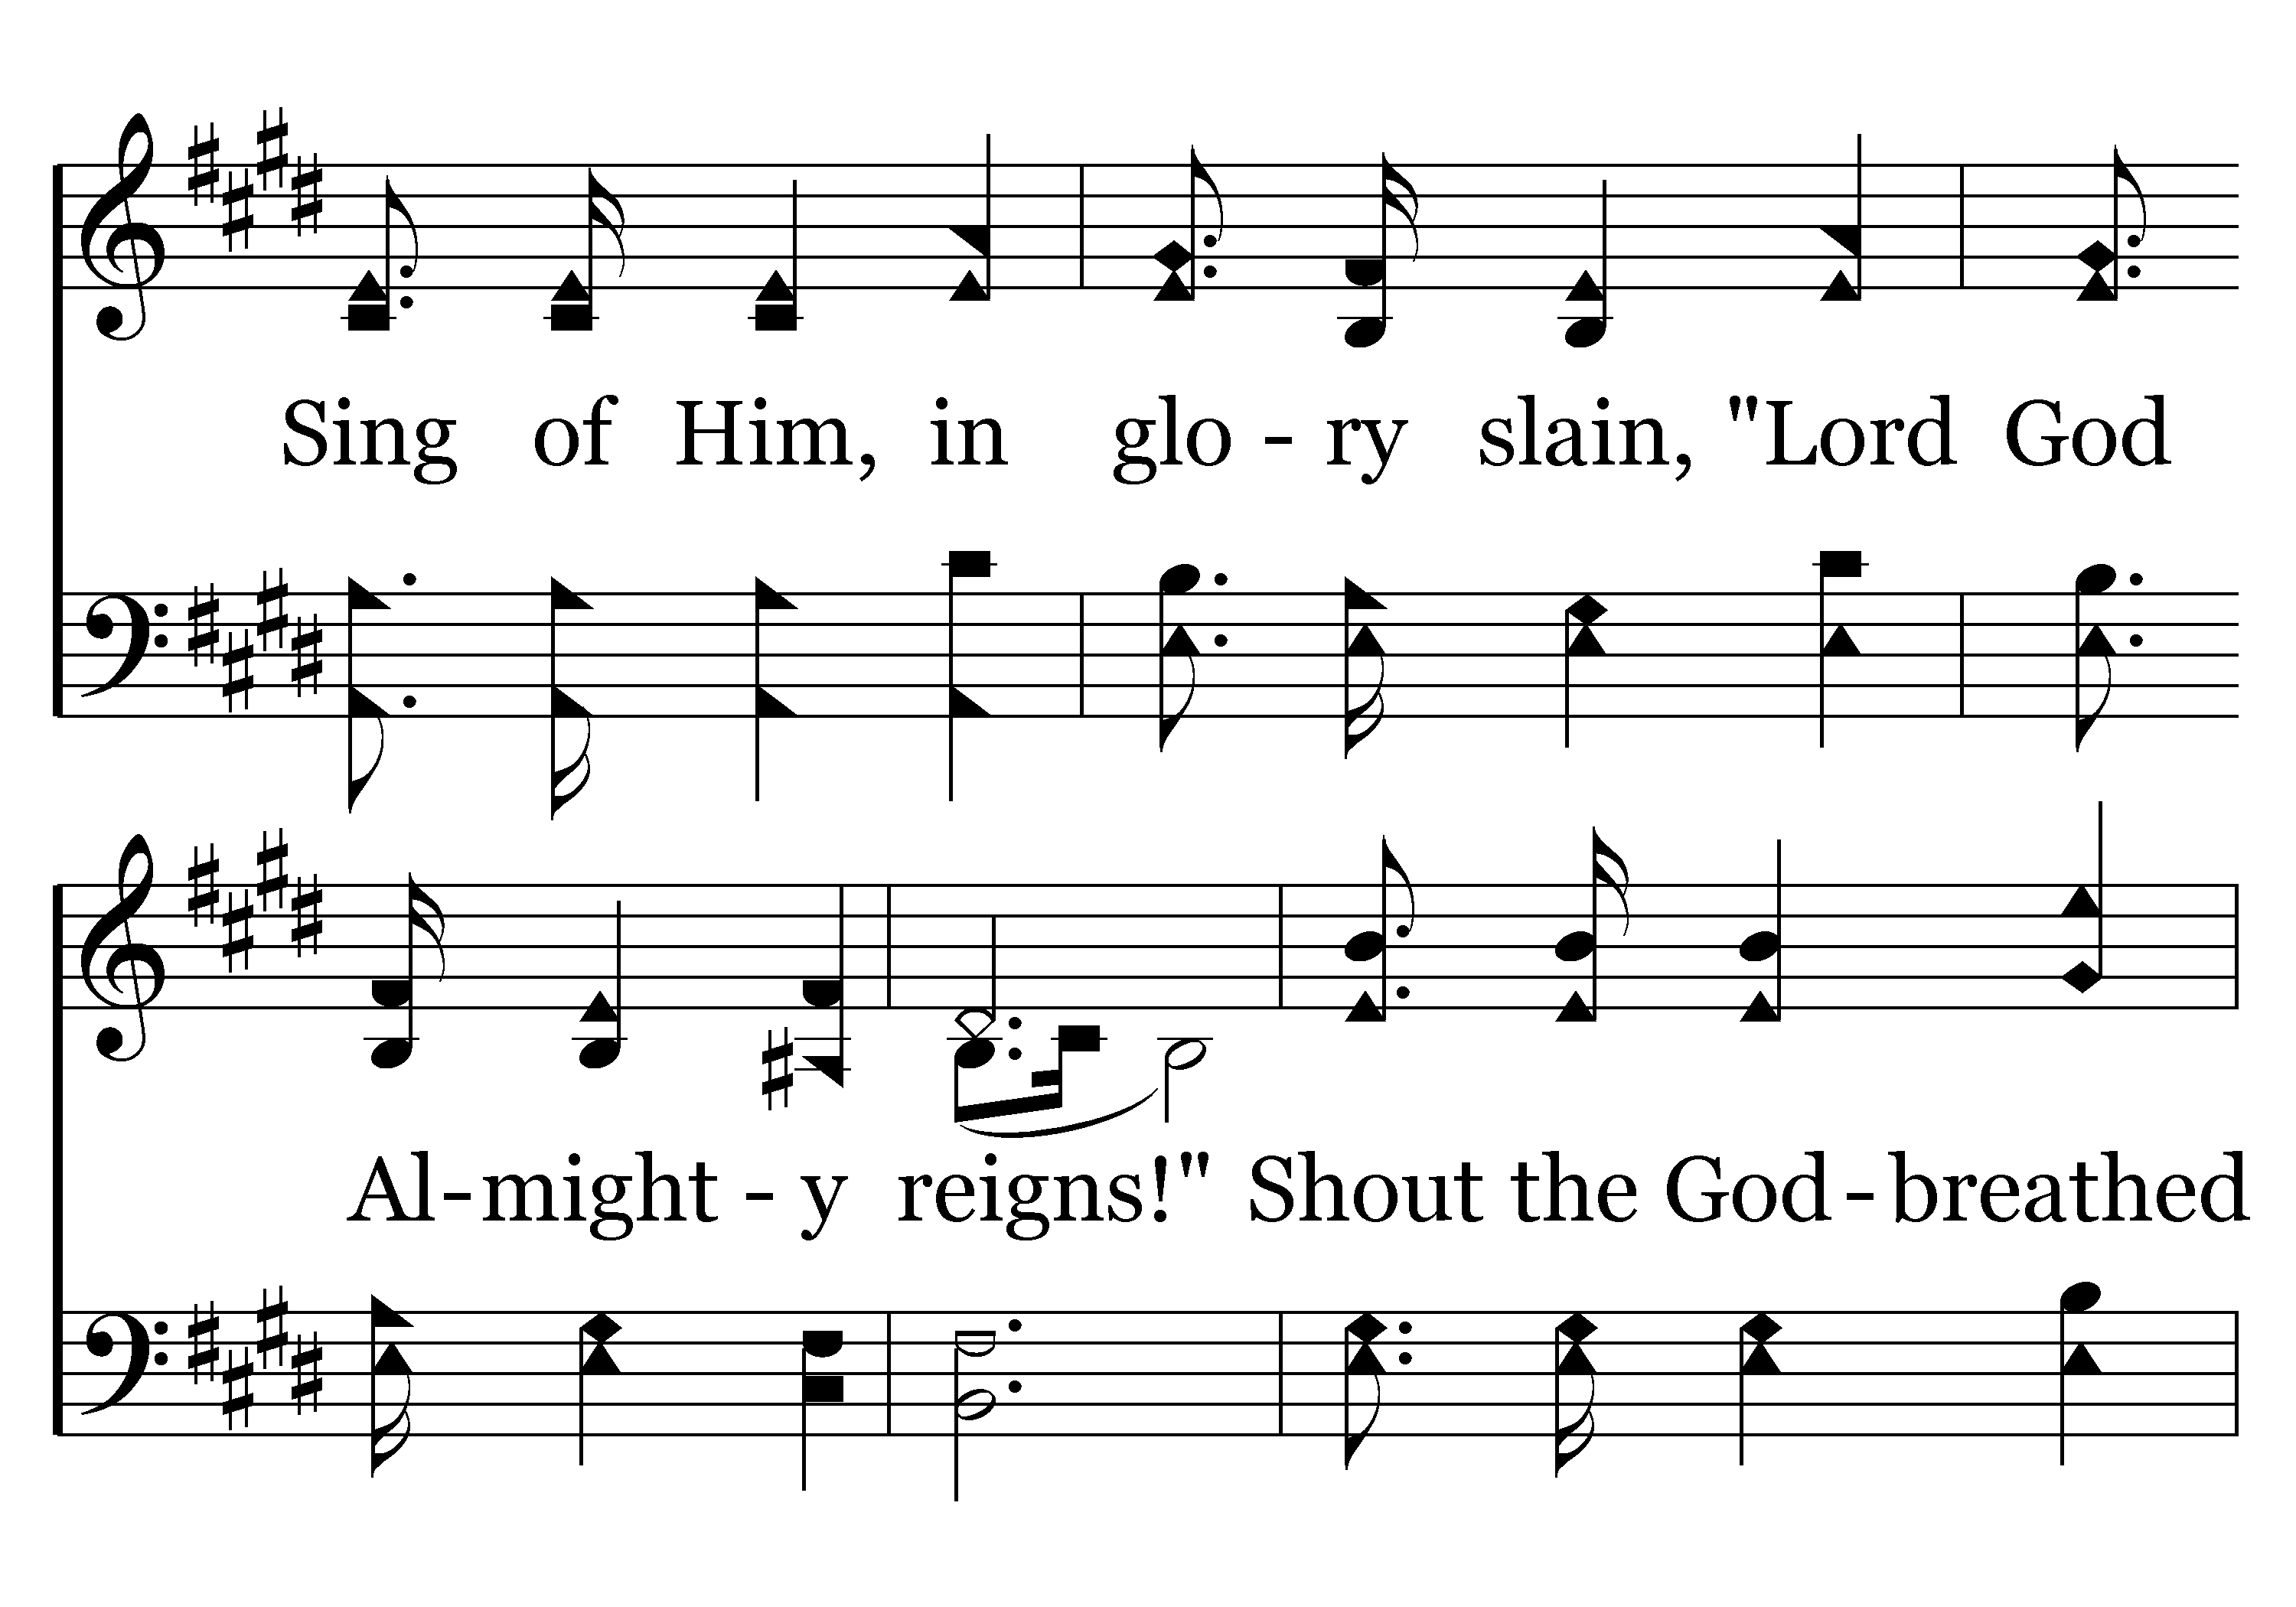 Sing of Him, in glo - ry slain, "Lord God
Al - might - y reigns!" Shout the God - breathed